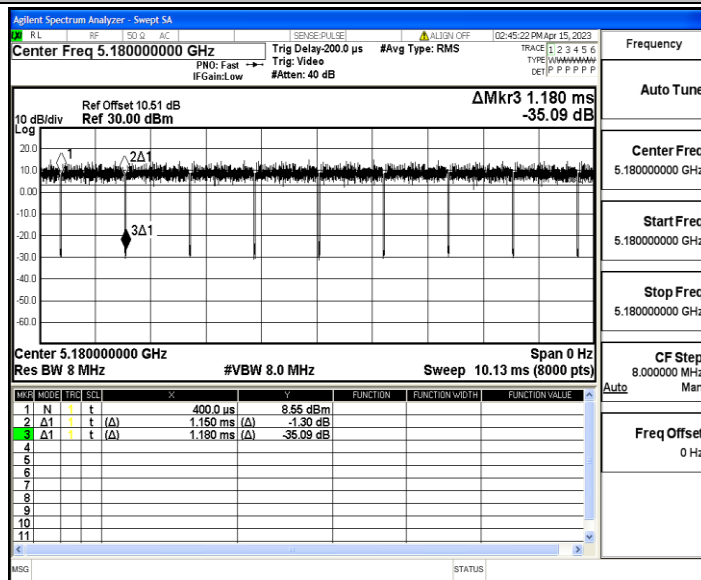 Agilent Spectrum Analyzer - Swept SA
RL RF 50 Ω AC SENSE:PULSE ALIGN OFF 02:45:22 PM Apr 15, 2023
Center Freq 5.180000000 GHz
PNO: Fast
IFGain:Low
Trig Delay-200.0 µs
Trig: Video
#Atten: 40 dB
#Avg Type: RMS
TRACE 1 2 3 4 5 6
TYPE
DET P P P P P P
Frequency
Auto Tune
Center Freq
5.180000000 GHz
Start Freq
5.180000000 GHz
Stop Freq
5.180000000 GHz
CF Step
8.000000 MHz
Auto Man
Freq Offset
0 Hz
ΔMkr3 1.180 ms
-35.09 dB
Ref Offset 10.51 dB
10 dB/div Ref 30.00 dBm
Log
20.0
10.0
0.00
-10.0
-20.0
-30.0
-40.0
-50.0
-60.0
1
2Δ1
3Δ1
Center 5.180000000 GHz Span 0 Hz
Res BW 8 MHz #VBW 8.0 MHz Sweep 10.13 ms (8000 pts)
MKR MODE TRC SCL X Y FUNCTION FUNCTION WIDTH FUNCTION VALUE
1 N 1 t 400.0 µs 8.55 dBm
2 Δ1 1 t (Δ) 1.150 ms (Δ) -1.30 dB
3 Δ1 1 t (Δ) 1.180 ms (Δ) -35.09 dB
4
5
6
7
8
9
10
11
MSG STATUS